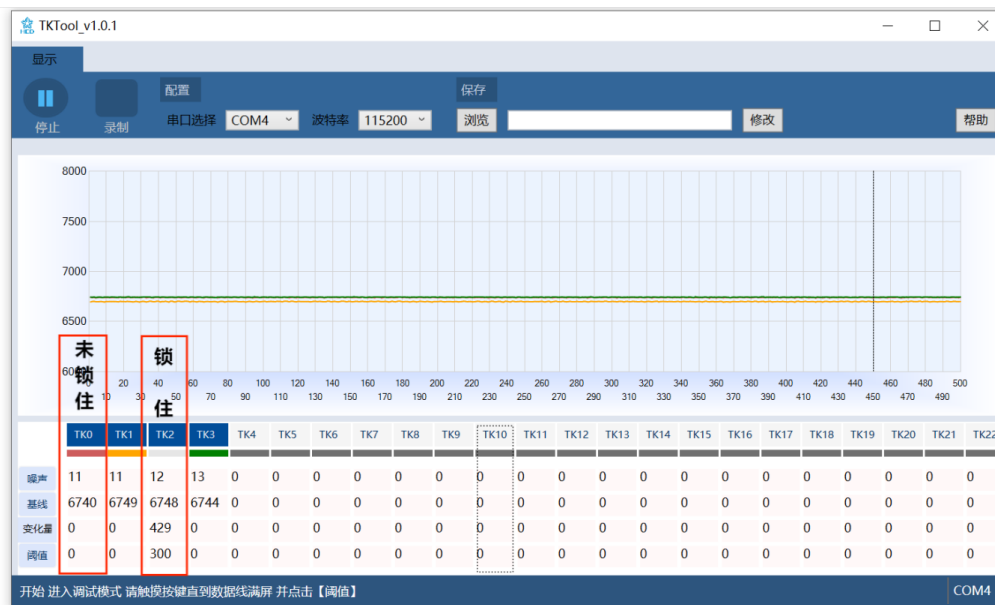 TKTool_v1.0.1
显示
配置
保存
停止
录制
串口选择 COM4 波特率 115200 浏览 修改 帮助
8000
7500
7000
6500
未锁住
锁住
20 40 60 80 100 120 140 160 180 200 220 240 260 280 300 320 340 360 380 400 420 440 460 480 500
10 30 50 70 90 110 130 150 170 190 210 230 250 270 290 310 330 350 370 390 410 430 450 470 490
TK0 TK1 TK2 TK3 TK4 TK5 TK6 TK7 TK8 TK9 TK10 TK11 TK12 TK13 TK14 TK15 TK16 TK17 TK18 TK19 TK20 TK21 TK22
噪声 11 11 12 13 0 0 0 0 0 0 0 0 0 0 0 0 0 0 0 0 0 0 0
基线 6740 6749 6748 6744 0 0 0 0 0 0 0 0 0 0 0 0 0 0 0 0 0 0 0
变化量 0 0 429 0 0 0 0 0 0 0 0 0 0 0 0 0 0 0 0 0 0 0 0
阈值 0 0 300 0 0 0 0 0 0 0 0 0 0 0 0 0 0 0 0 0 0 0 0
开始 进入调试模式 请触摸按键直到数据线满屏 并点击【阈值】
COM4